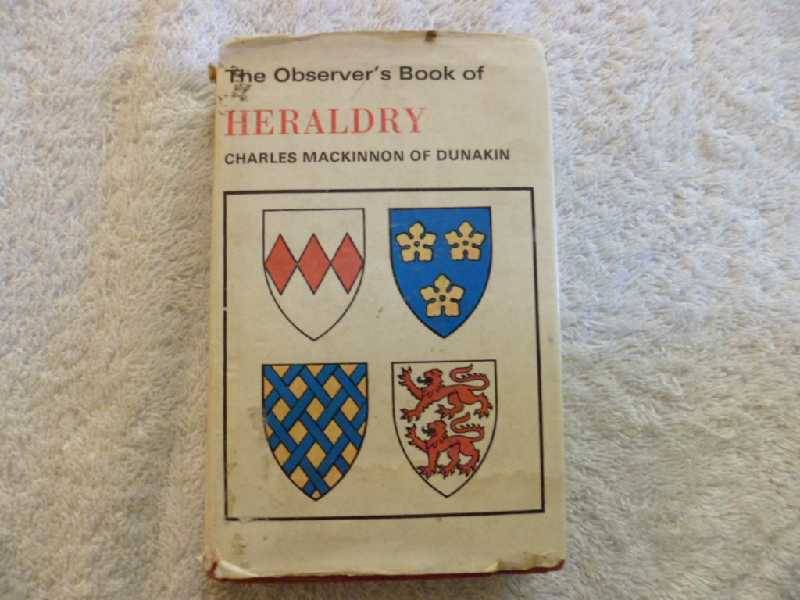 The Observer's Book of
HERALDRY
CHARLES MACKINNON OF DUNAKIN